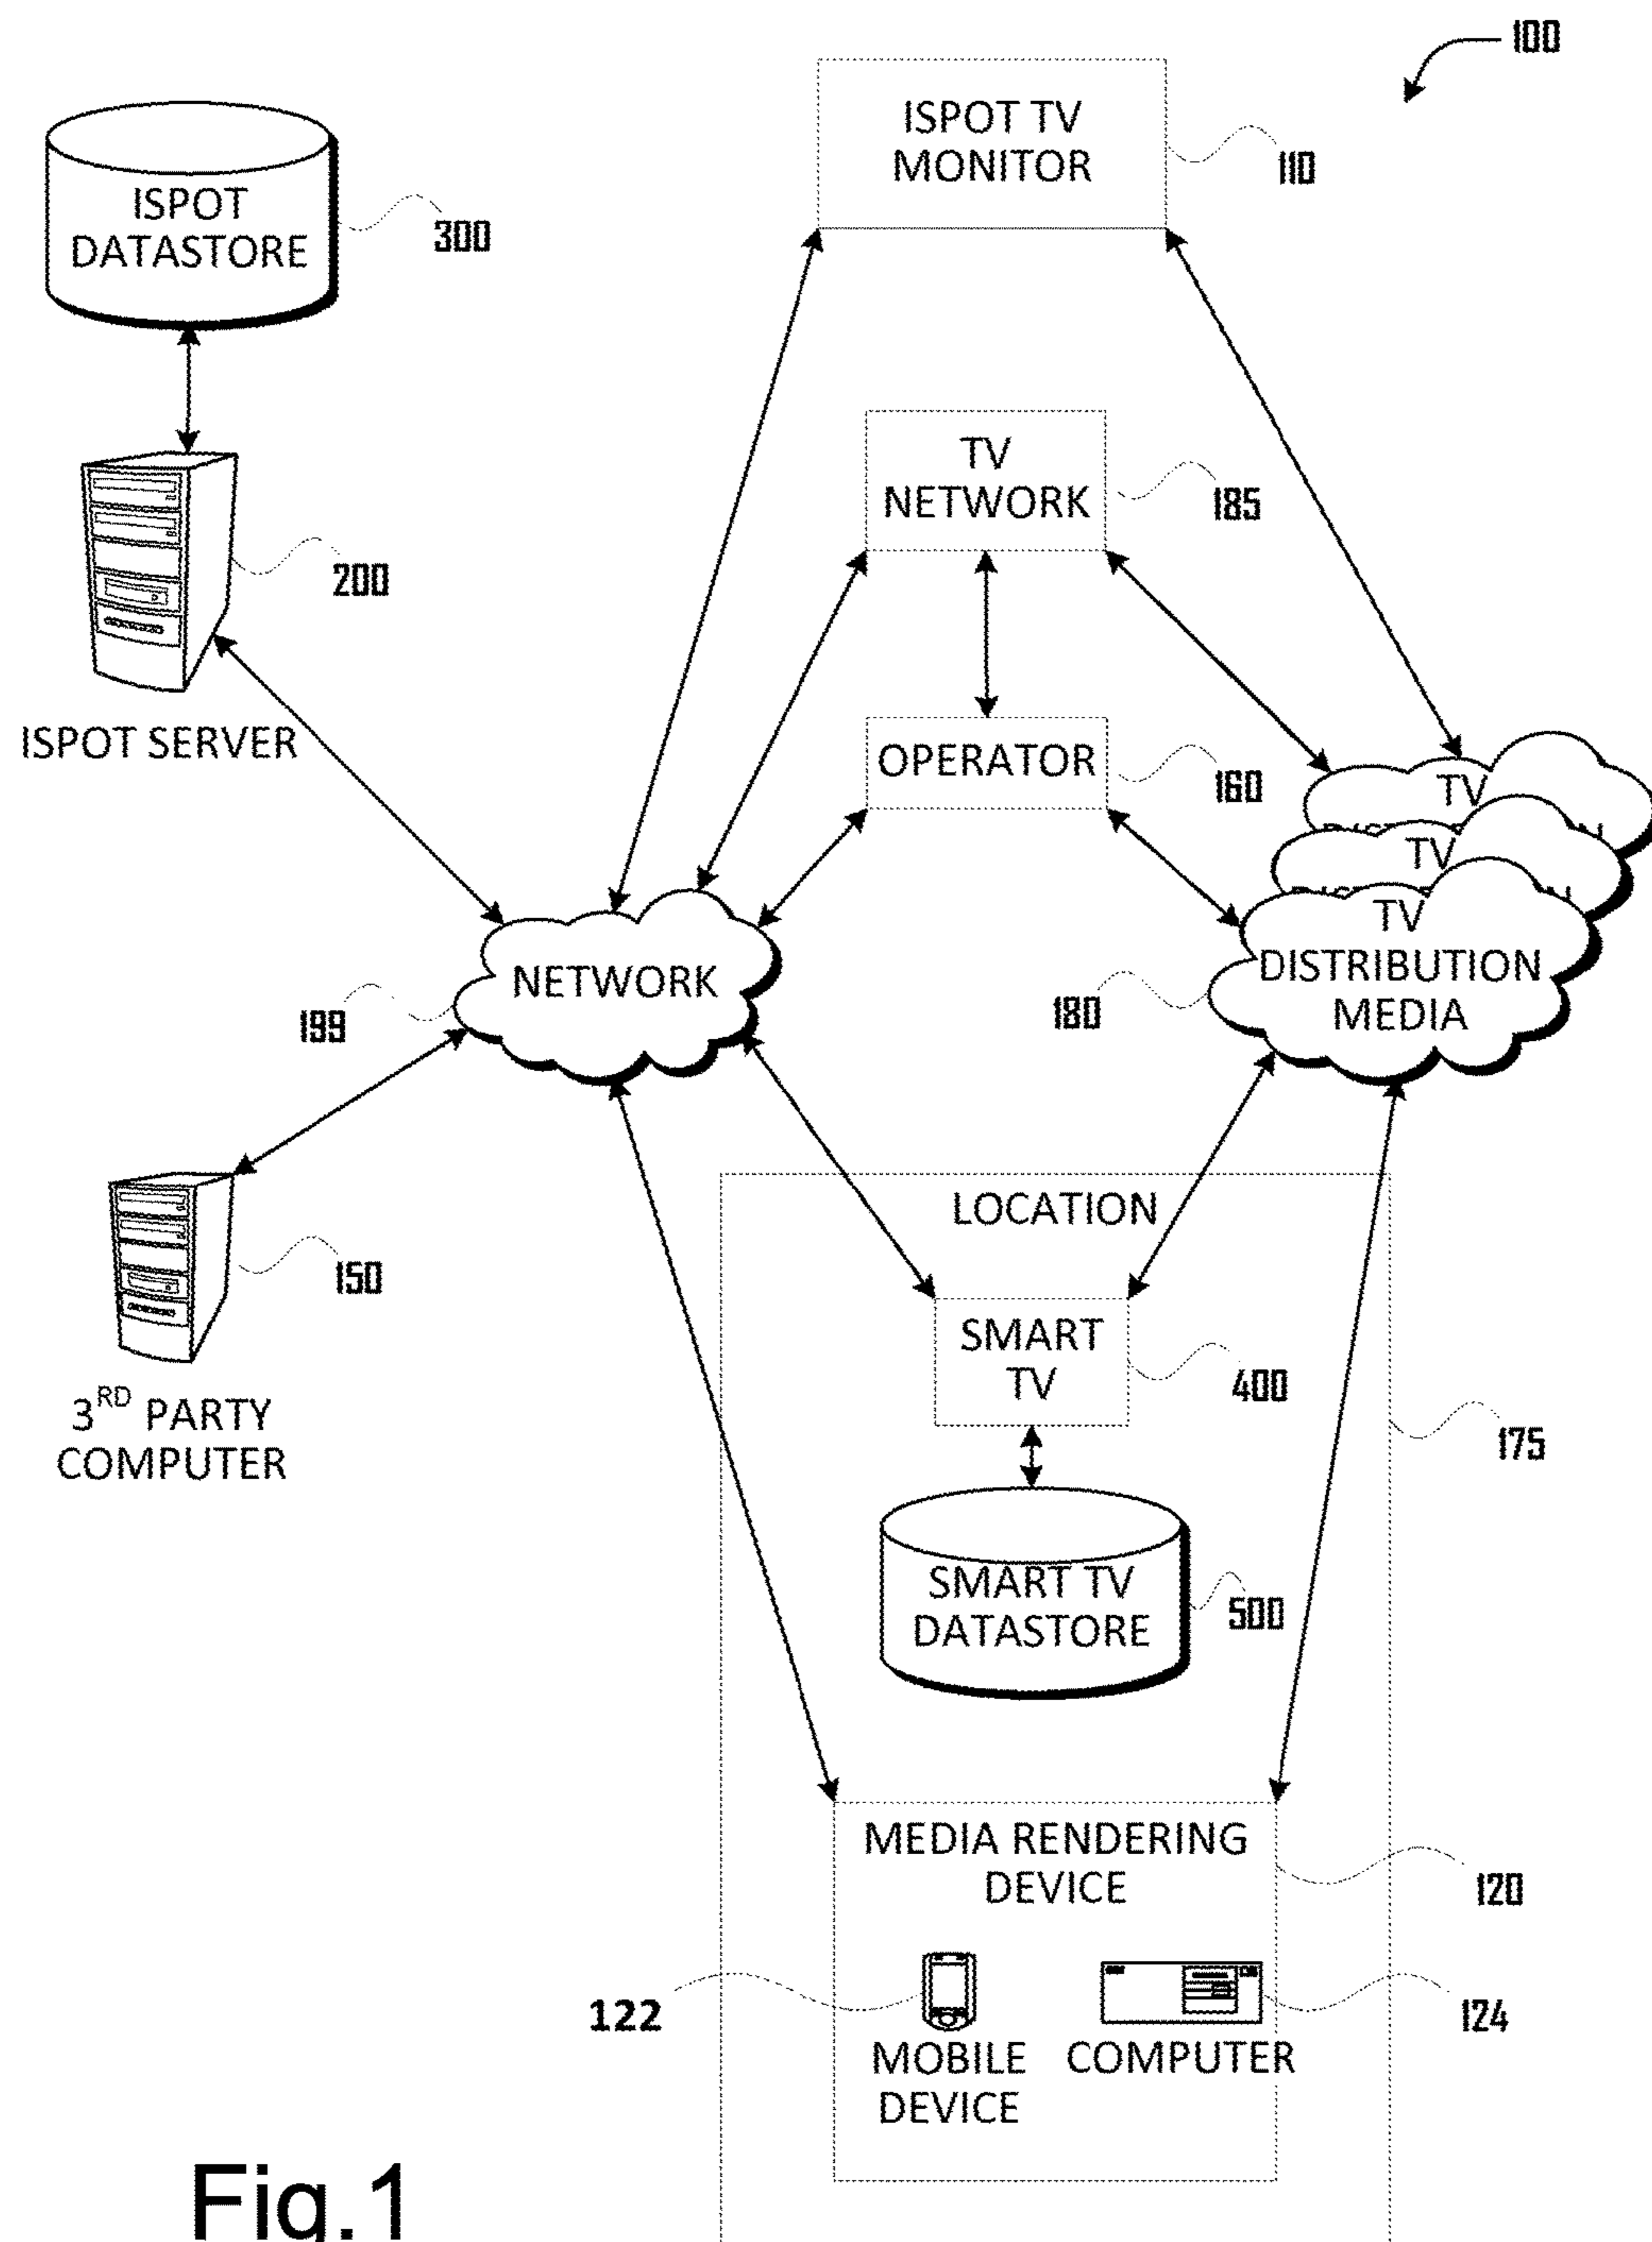 100
ISPOT TV
MONITOR
110
ISPOT
DATASTORE
300
TV
NETWORK
185
200
ISPOT SERVER
OPERATOR
160
TV
TV
TV
DISTRIBUTION
MEDIA
180
NETWORK
199
LOCATION
150
3RD PARTY
COMPUTER
SMART
TV
400
175
SMART TV
DATASTORE
500
MEDIA RENDERING
DEVICE
120
122
124
MOBILE
DEVICE
COMPUTER
Fig.1